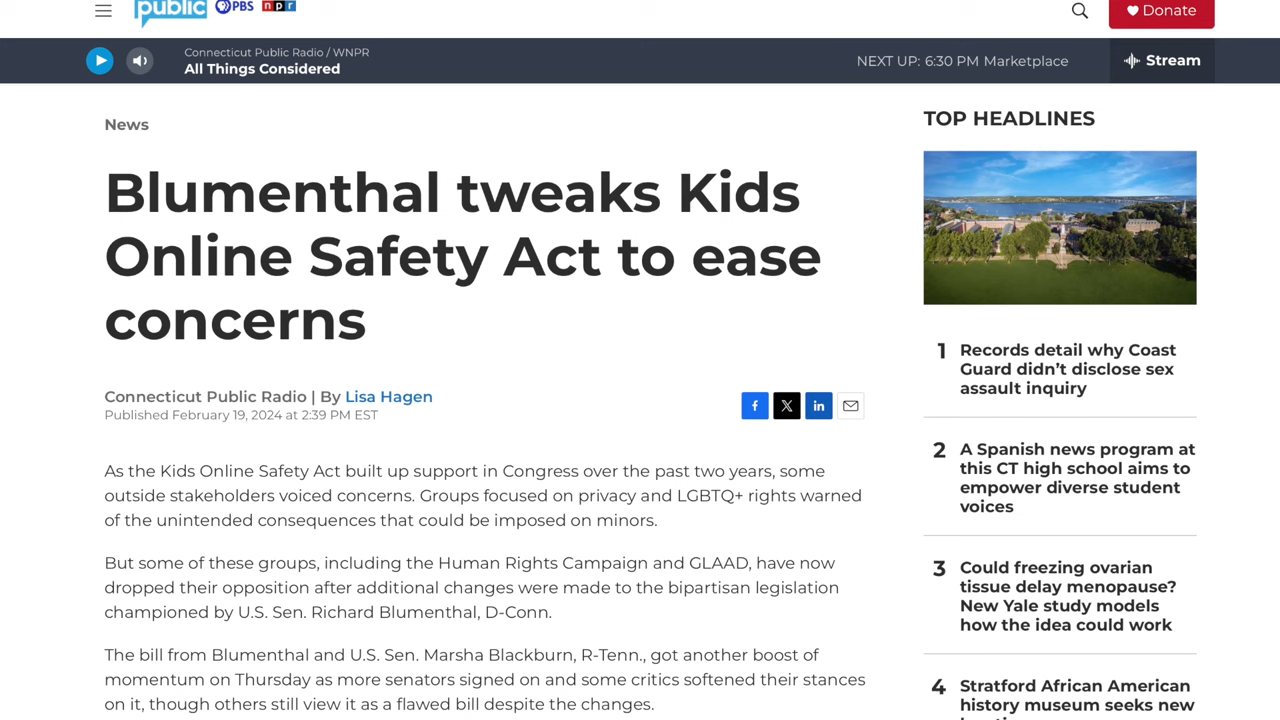 public PBS npr
Donate
Connecticut Public Radio / WNPR
All Things Considered
NEXT UP: 6:30 PM Marketplace
Stream
News
Blumenthal tweaks Kids
Online Safety Act to ease
concerns
Connecticut Public Radio | By Lisa Hagen
Published February 19, 2024 at 2:39 PM EST
As the Kids Online Safety Act built up support in Congress over the past two years, some
outside stakeholders voiced concerns. Groups focused on privacy and LGBTQ+ rights warned
of the unintended consequences that could be imposed on minors.
But some of these groups, including the Human Rights Campaign and GLAAD, have now
dropped their opposition after additional changes were made to the bipartisan legislation
championed by U.S. Sen. Richard Blumenthal, D-Conn.
The bill from Blumenthal and U.S. Sen. Marsha Blackburn, R-Tenn., got another boost of
momentum on Thursday as more senators signed on and some critics softened their stances
on it, though others still view it as a flawed bill despite the changes.
TOP HEADLINES
1 Records detail why Coast
Guard didn’t disclose sex
assault inquiry
2 A Spanish news program at
this CT high school aims to
empower diverse student
voices
3 Could freezing ovarian
tissue delay menopause?
New Yale study models
how the idea could work
4 Stratford African American
history museum seeks new